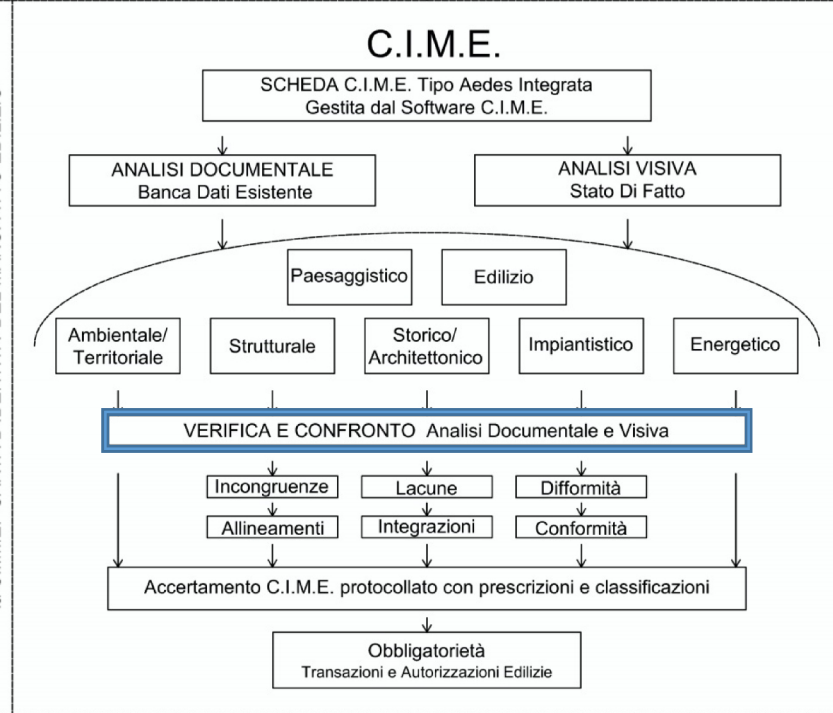 C.I.M.E.
SCHEDA C.I.M.E. Tipo Aedes Integrata
Gestita dal Software C.I.M.E.
ANALISI DOCUMENTALE
Banca Dati Esistente
ANALISI VISIVA
Stato Di Fatto
Paesaggistico
Edilizio
Ambientale/
Territoriale
Strutturale
Storico/
Architettonico
Impiantistico
Energetico
VERIFICA E CONFRONTO Analisi Documentale e Visiva
Incongruenze
Lacune
Difformità
Allineamenti
Integrazioni
Conformità
Accertamento C.I.M.E. protocollato con prescrizioni e classificazioni
Obbligatorietà
Transazioni e Autorizzazioni Edilizie